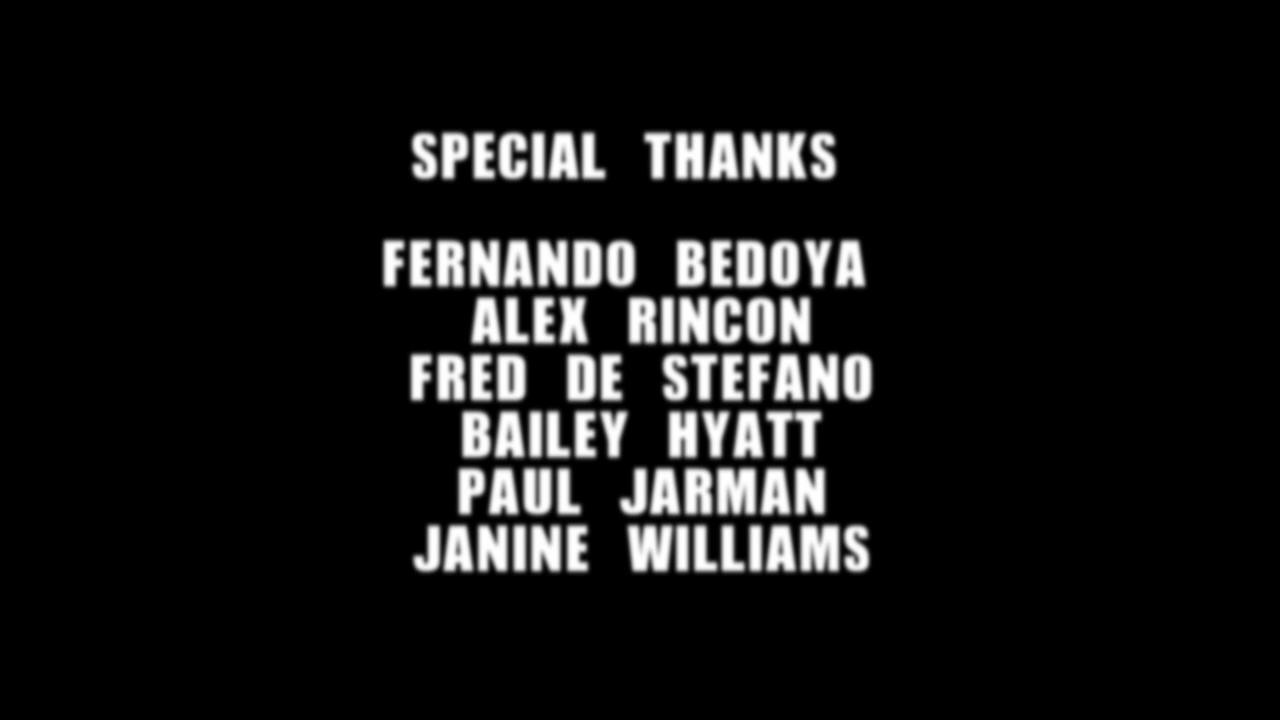 SPECIAL THANKS
FERNANDO BEDOYA
ALEX RINCON
FRED DE STEFANO
BAILEY HYATT
PAUL JARMAN
JANINE WILLIAMS